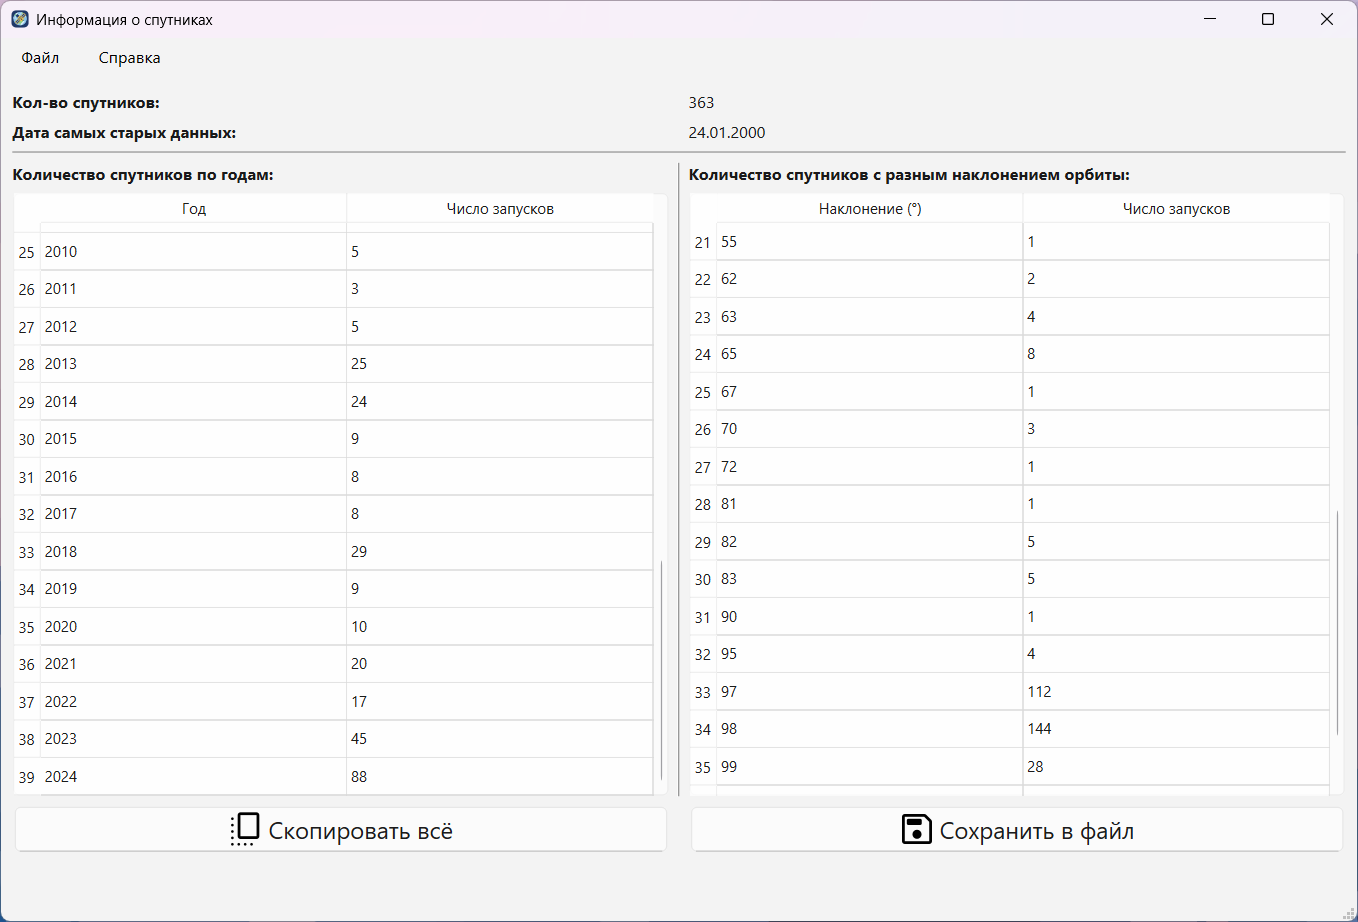 Информация о спутниках
Файл Справка
Кол-во спутников: 363
Дата самых старых данных: 24.01.2000
Количество спутников по годам:
Год Число запусков
25 2010 5
26 2011 3
27 2012 5
28 2013 25
29 2014 24
30 2015 9
31 2016 8
32 2017 8
33 2018 29
34 2019 9
35 2020 10
36 2021 20
37 2022 17
38 2023 45
39 2024 88
Скопировать всё
Количество спутников с разным наклонением орбиты:
Наклонение (°) Число запусков
21 55 1
22 62 2
23 63 4
24 65 8
25 67 1
26 70 3
27 72 1
28 81 1
29 82 5
30 83 5
31 90 1
32 95 4
33 97 112
34 98 144
35 99 28
Сохранить в файл